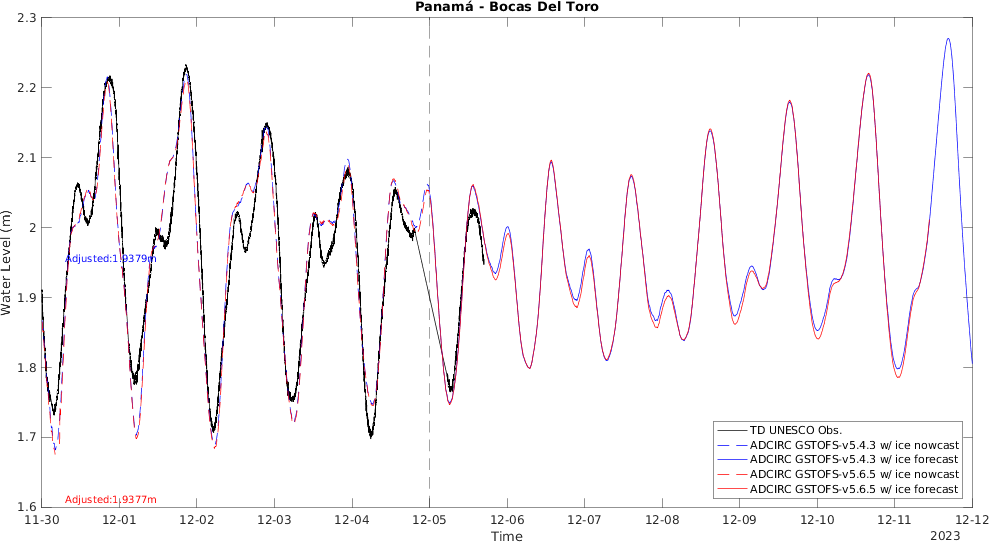 Panamá - Bocas Del Toro
2.3
2.2
2.1
2
1.9
1.8
1.7
1.6
Water Level (m)
Adjusted:1.9379m
Adjusted:1.9377m
TD UNESCO Obs.
ADCIRC GSTOFS-v5.4.3 w/ ice nowcast
ADCIRC GSTOFS-v5.4.3 w/ ice forecast
ADCIRC GSTOFS-v5.6.5 w/ ice nowcast
ADCIRC GSTOFS-v5.6.5 w/ ice forecast
11-30 12-01 12-02 12-03 12-04 12-05 12-06 12-07 12-08 12-09 12-10 12-11 12-12
Time
2023